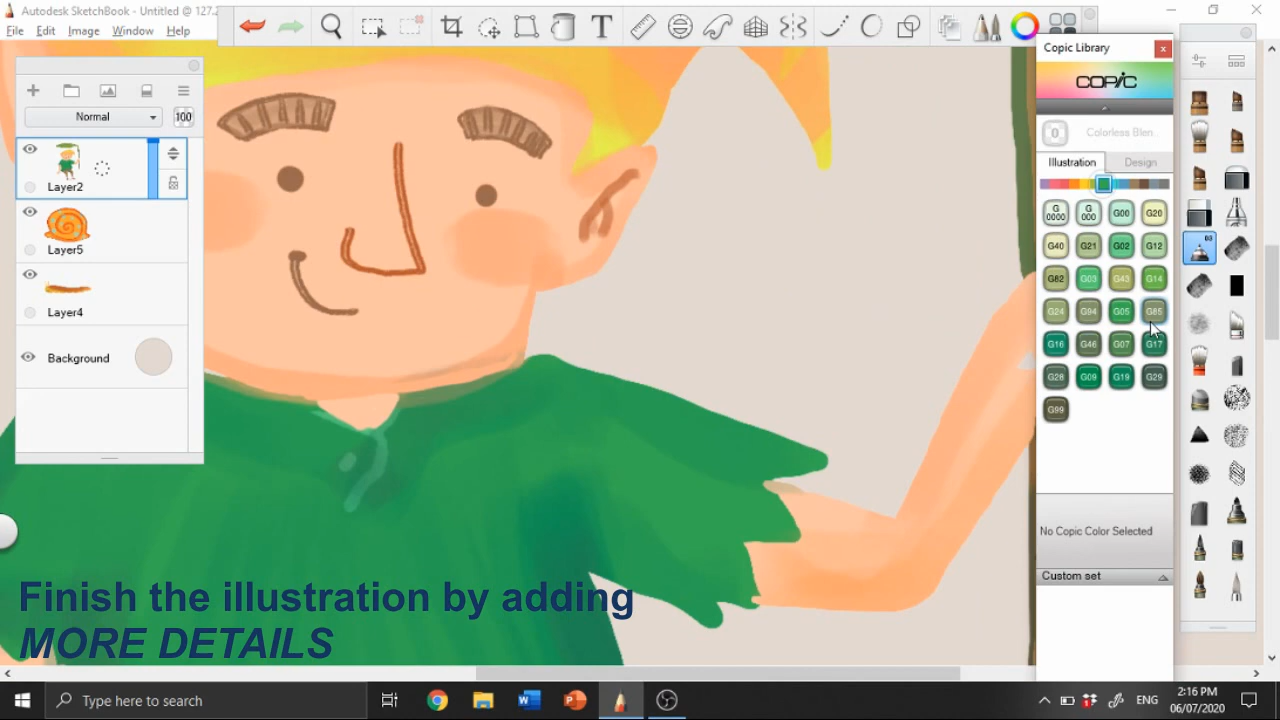 Autodesk SketchBook - Untitled @ 127.2
File Edit Image Window Help
T
Normal
100
Layer2
Layer5
Layer4
Background
Copic Library
x
COPIC
0
Colorless Blen
Illustration
Design
G 0000
G 000
G00
G20
G40
G21
G02
G12
G82
G03
G43
G14
G24
G94
G05
G85
G16
G46
G07
G17
G28
G09
G19
G29
G99
No Copic Color Selected
Custom set
Finish the illustration by adding
MORE DETAILS
Type here to search
ENG
2:16 PM
06/07/2020